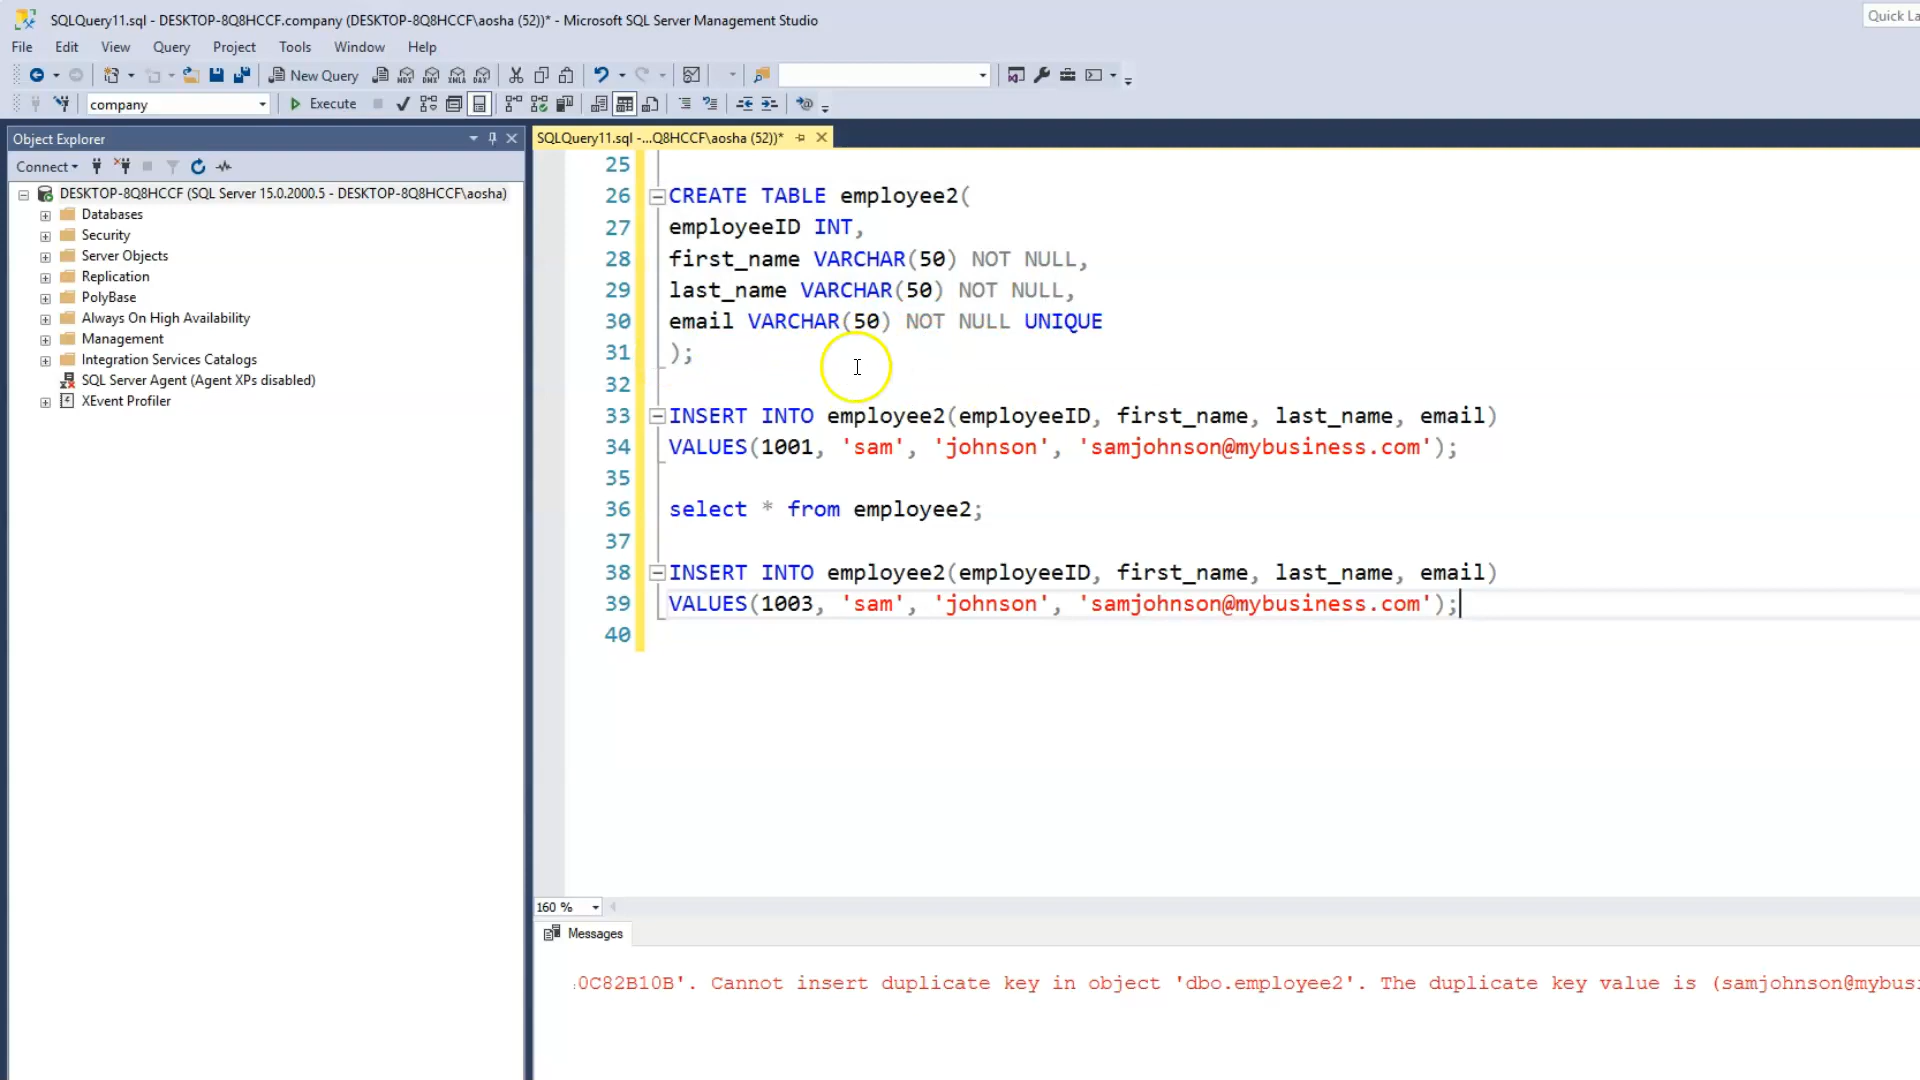 SQLQuery11.sql - DESKTOP-8Q8HCCF.company (DESKTOP-8Q8HCCF\aosha (52))* - Microsoft SQL Server Management Studio
Quick La
File Edit View Query Project Tools Window Help
New Query
company
Execute
Object Explorer
SQLQuery11.sql -...Q8HCCF\aosha (52))*
Connect
DESKTOP-8Q8HCCF (SQL Server 15.0.2000.5 - DESKTOP-8Q8HCCF\aosha)
Databases
Security
Server Objects
Replication
PolyBase
Always On High Availability
Management
Integration Services Catalogs
SQL Server Agent (Agent XPs disabled)
XEvent Profiler
25
26 CREATE TABLE employee2(
27 employeeID INT,
28 first_name VARCHAR(50) NOT NULL,
29 last_name VARCHAR(50) NOT NULL,
30 email VARCHAR(50) NOT NULL UNIQUE
31 );
32
33 INSERT INTO employee2(employeeID, first_name, last_name, email)
34 VALUES(1001, 'sam', 'johnson', 'samjohnson@mybusiness.com');
35
36 select * from employee2;
37
38 INSERT INTO employee2(employeeID, first_name, last_name, email)
39 VALUES(1003, 'sam', 'johnson', 'samjohnson@mybusiness.com');
40
160 %
Messages
0C82B10B'. Cannot insert duplicate key in object 'dbo.employee2'. The duplicate key value is (samjohnson@mybusi